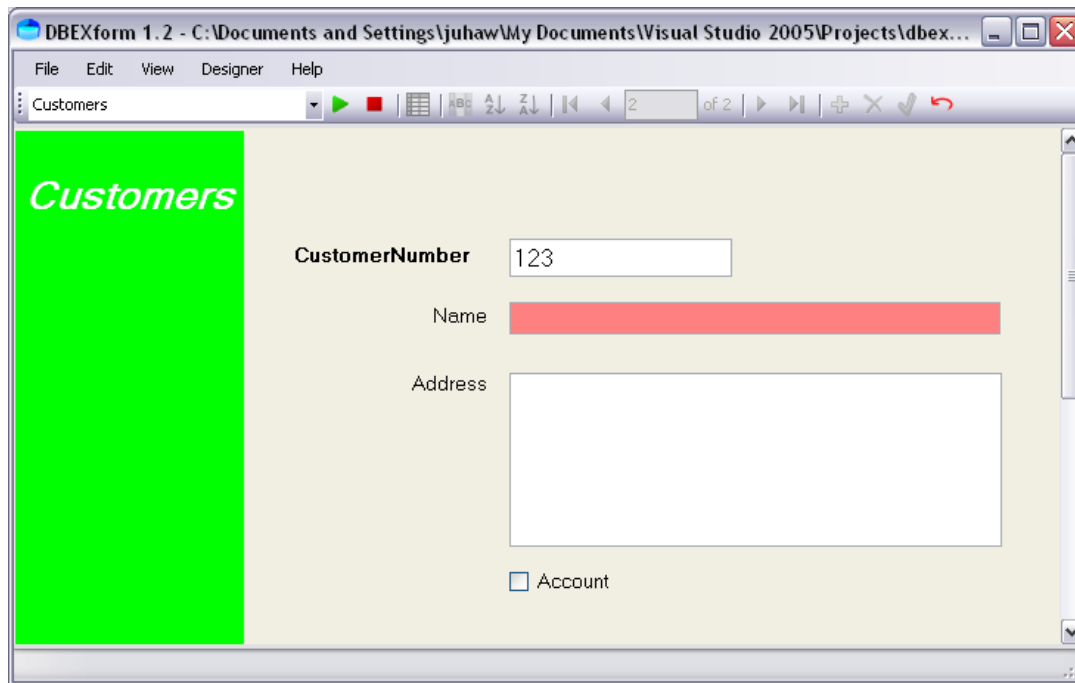 DBEXform 1.2 - C:\Documents and Settings\juhaw\My Documents\Visual Studio 2005\Projects\dbex...
File Edit View Designer Help
Customers ABC A Z Z A 2 of 2
Customers
CustomerNumber 123
Name
Address
Account